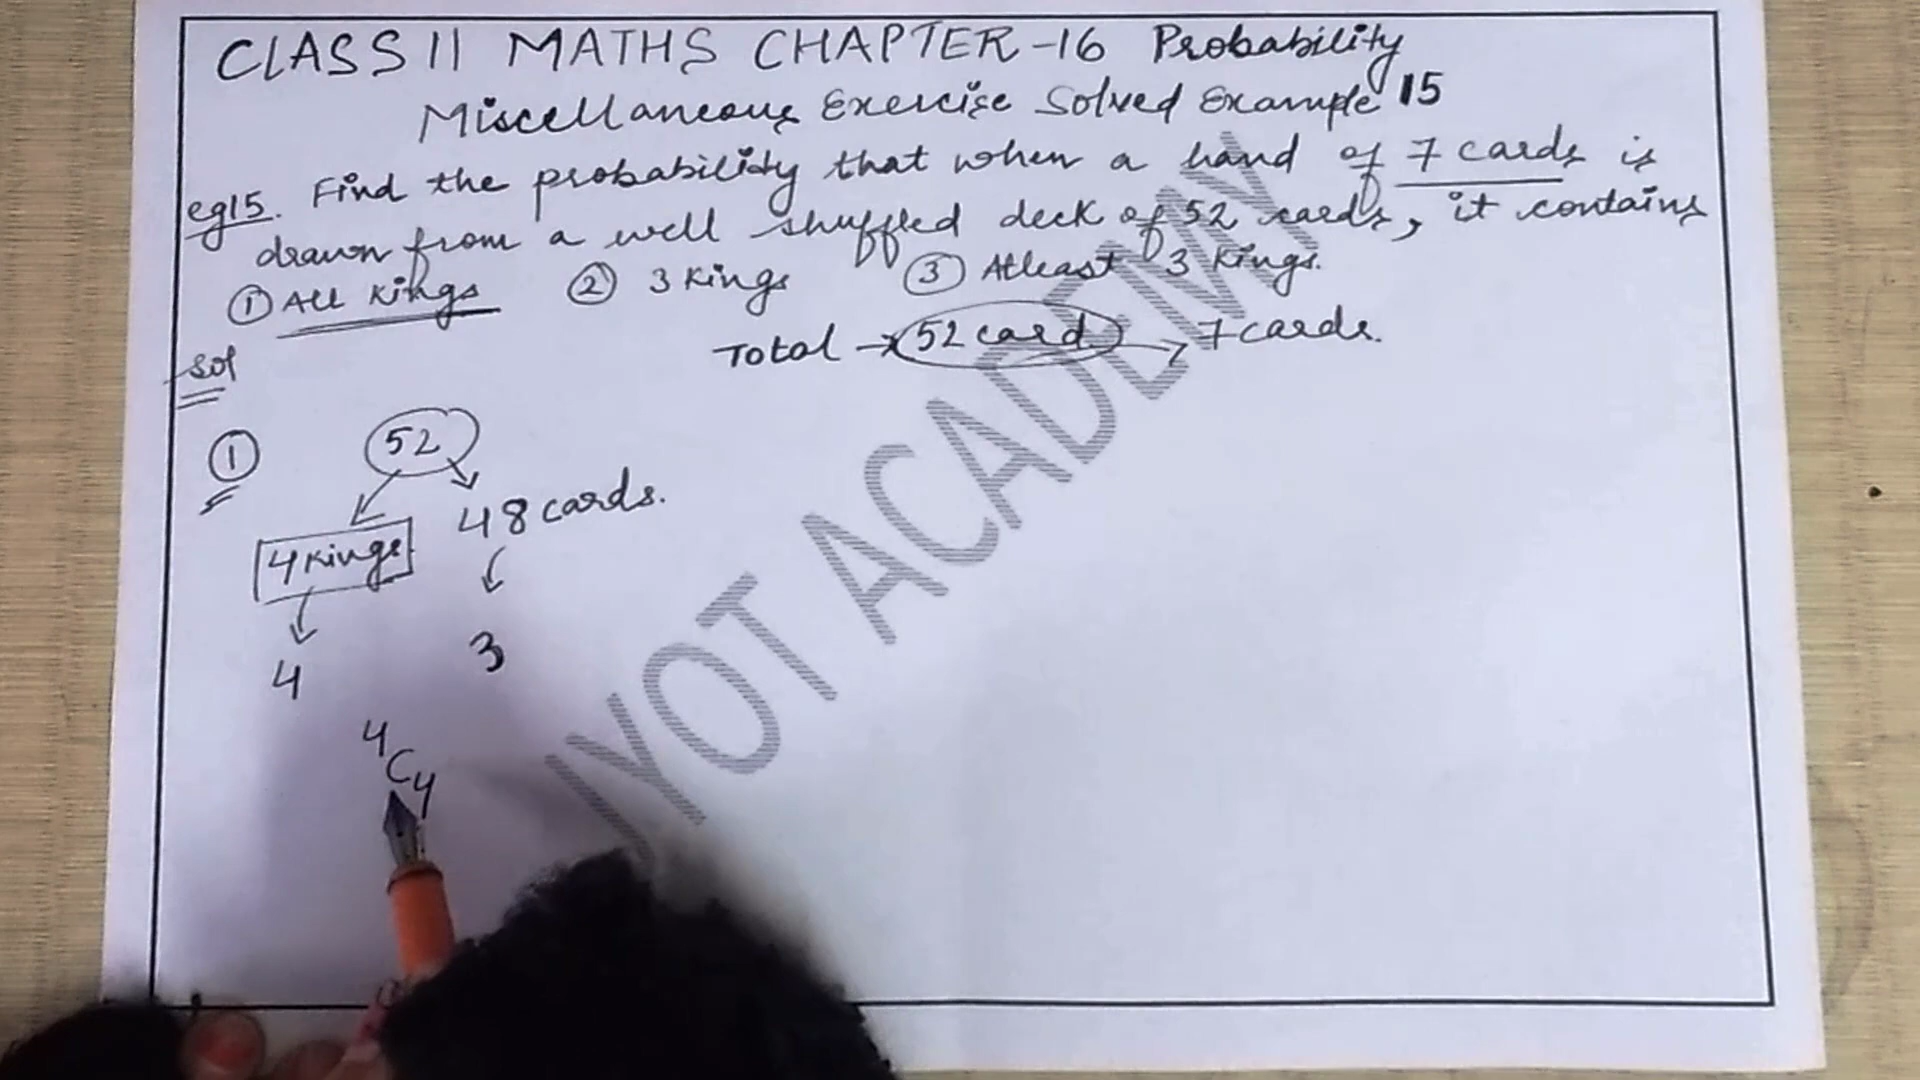 CLASS 11 MATHS CHAPTER -16 Probability
Miscellaneous Exercise Solved Example 15
eg15. Find the probability that when a hand of 7 cards is
drawn from a well shuffled deck of 52 cards, it contains
① All Kings ② 3 Kings ③ Atleast 3 Kings.
Total → 52 card → 7 cards.
Sol
① 52
4 Kings 48 cards.
4 3
⁴C₄
JYOT ACADEMY